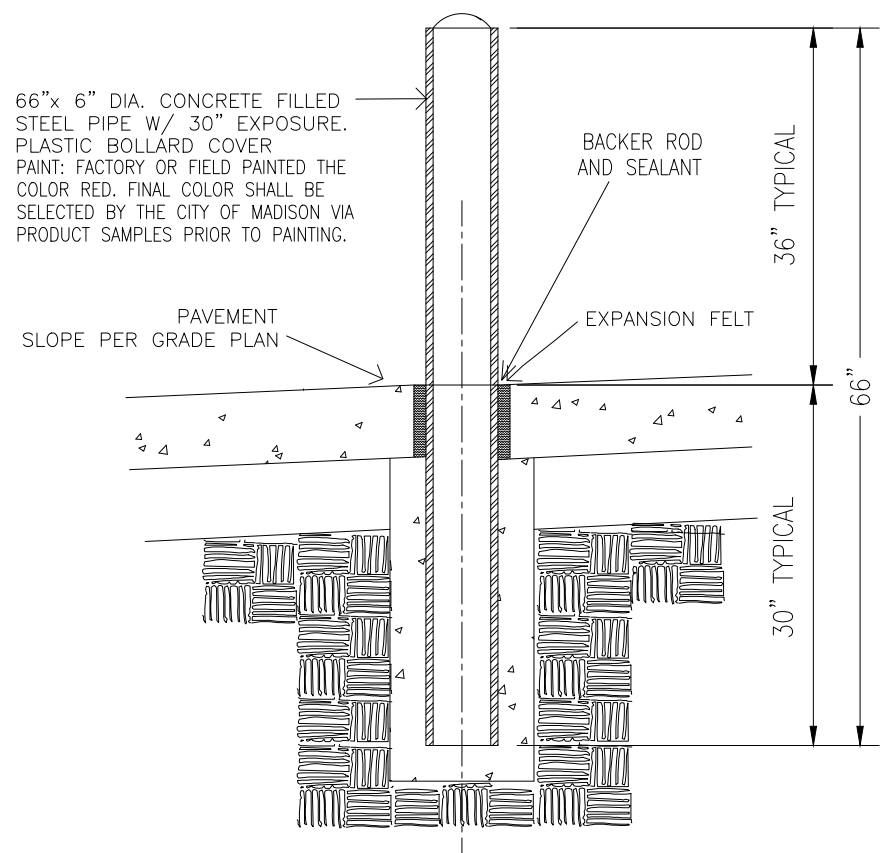 66”x 6” DIA. CONCRETE FILLED
STEEL PIPE W/ 30” EXPOSURE.
PLASTIC BOLLARD COVER
PAINT: FACTORY OR FIELD PAINTED THE
COLOR RED. FINAL COLOR SHALL BE
SELECTED BY THE CITY OF MADISON VIA
PRODUCT SAMPLES PRIOR TO PAINTING.
BACKER ROD
AND SEALANT
36” TYPICAL
PAVEMENT
SLOPE PER GRADE PLAN
EXPANSION FELT
66”
30” TYPICAL